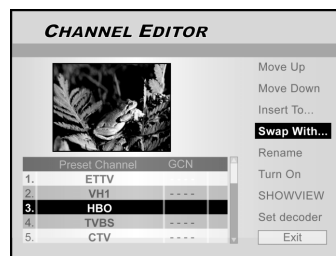 CHANNEL EDITOR
Preset Channel GCN
1. ETTV
2. VH1 - - - -
3. HBO
4. TVBS - - - -
5. CTV - - - -
Move Up
Move Down
Insert To...
Swap With...
Rename
Turn On
SHOWVIEW
Set decoder
Exit